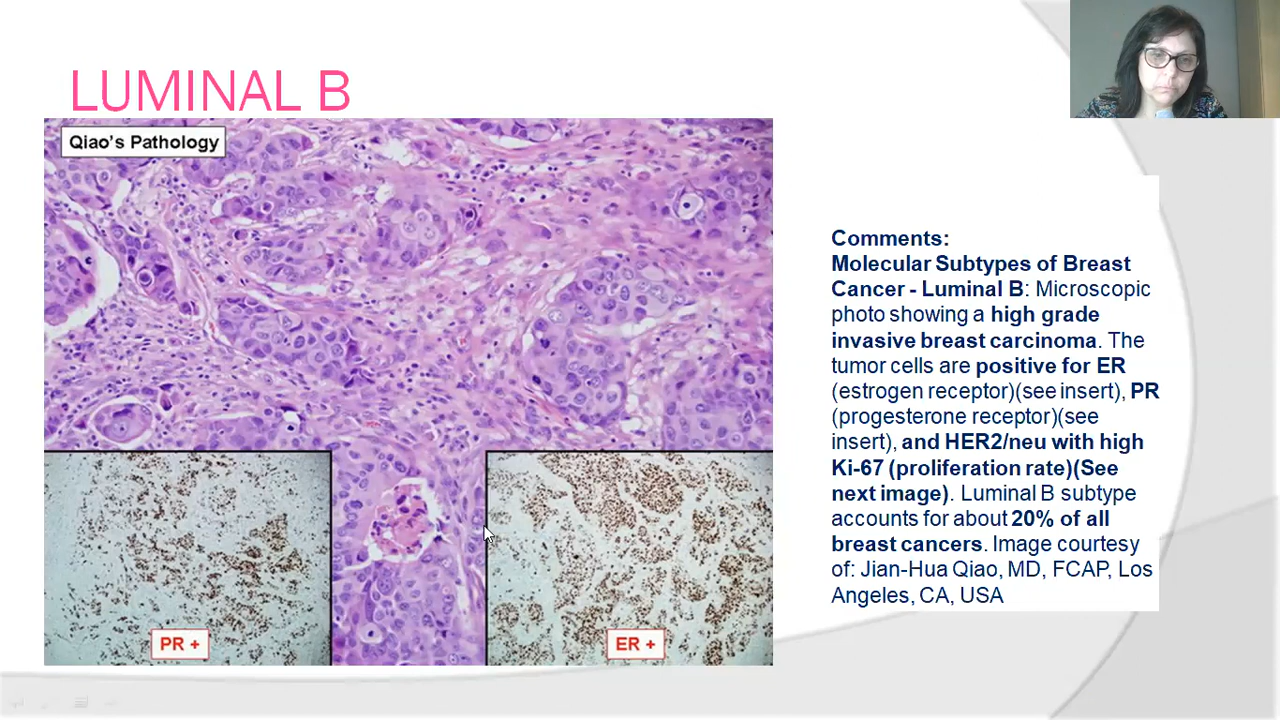 LUMINAL B
Qiao's Pathology
PR +
ER +
Comments:
Molecular Subtypes of Breast
Cancer - Luminal B: Microscopic
photo showing a high grade
invasive breast carcinoma. The
tumor cells are positive for ER
(estrogen receptor)(see insert), PR
(progesterone receptor)(see
insert), and HER2/neu with high
Ki-67 (proliferation rate)(See
next image). Luminal B subtype
accounts for about 20% of all
breast cancers. Image courtesy
of: Jian-Hua Qiao, MD, FCAP, Los
Angeles, CA, USA